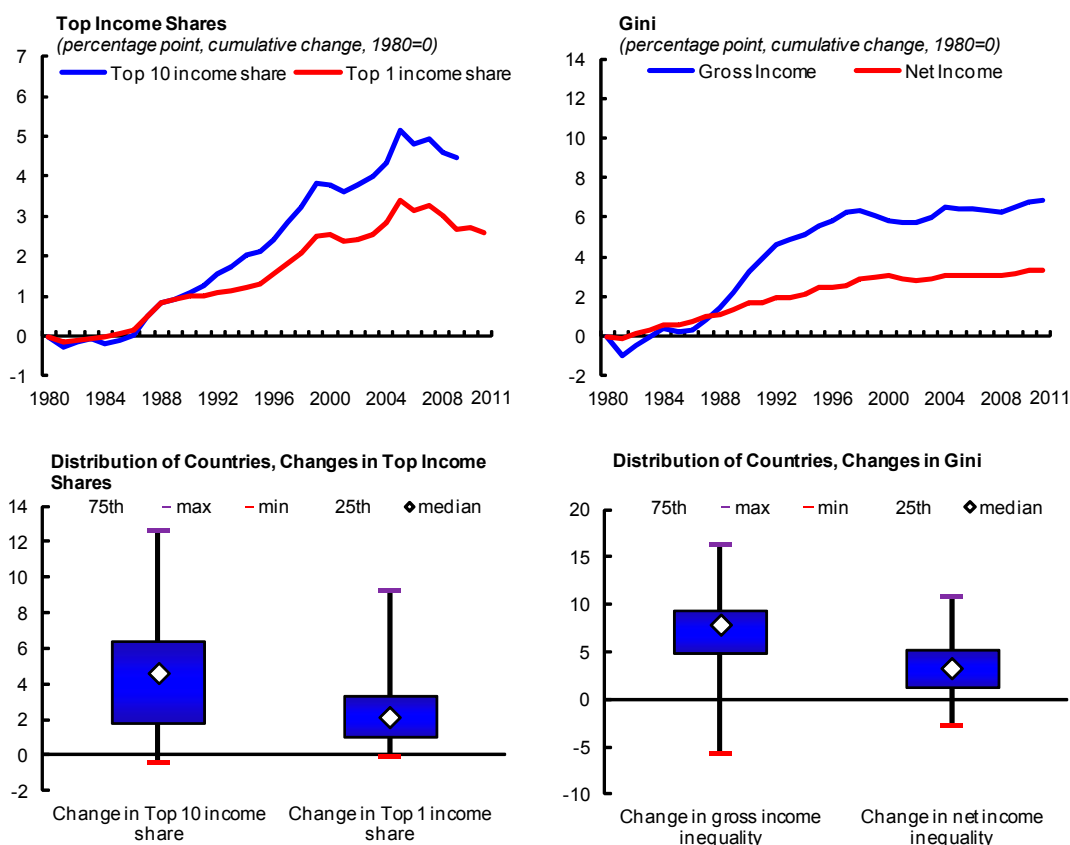 Top Income Shares
(percentage point, cumulative change, 1980=0)
Top 10 income share Top 1 income share
7
6
5
4
3
2
1
0
-1
1980 1984 1988 1992 1996 2000 2004 2008 2011
Gini
(percentage point, cumulative change, 1980=0)
Gross Income Net Income
14
12
10
8
6
4
2
0
-2
1980 1984 1988 1992 1996 2000 2004 2008 2011
Distribution of Countries, Changes in Top Income
Shares
75th max min 25th median
14
12
10
8
6
4
2
0
-2
Change in Top 10 income
share
Change in Top 1 income
share
Distribution of Countries, Changes in Gini
75th max min 25th median
20
15
10
5
0
-5
-10
Change in gross income
inequality
Change in net income
inequality